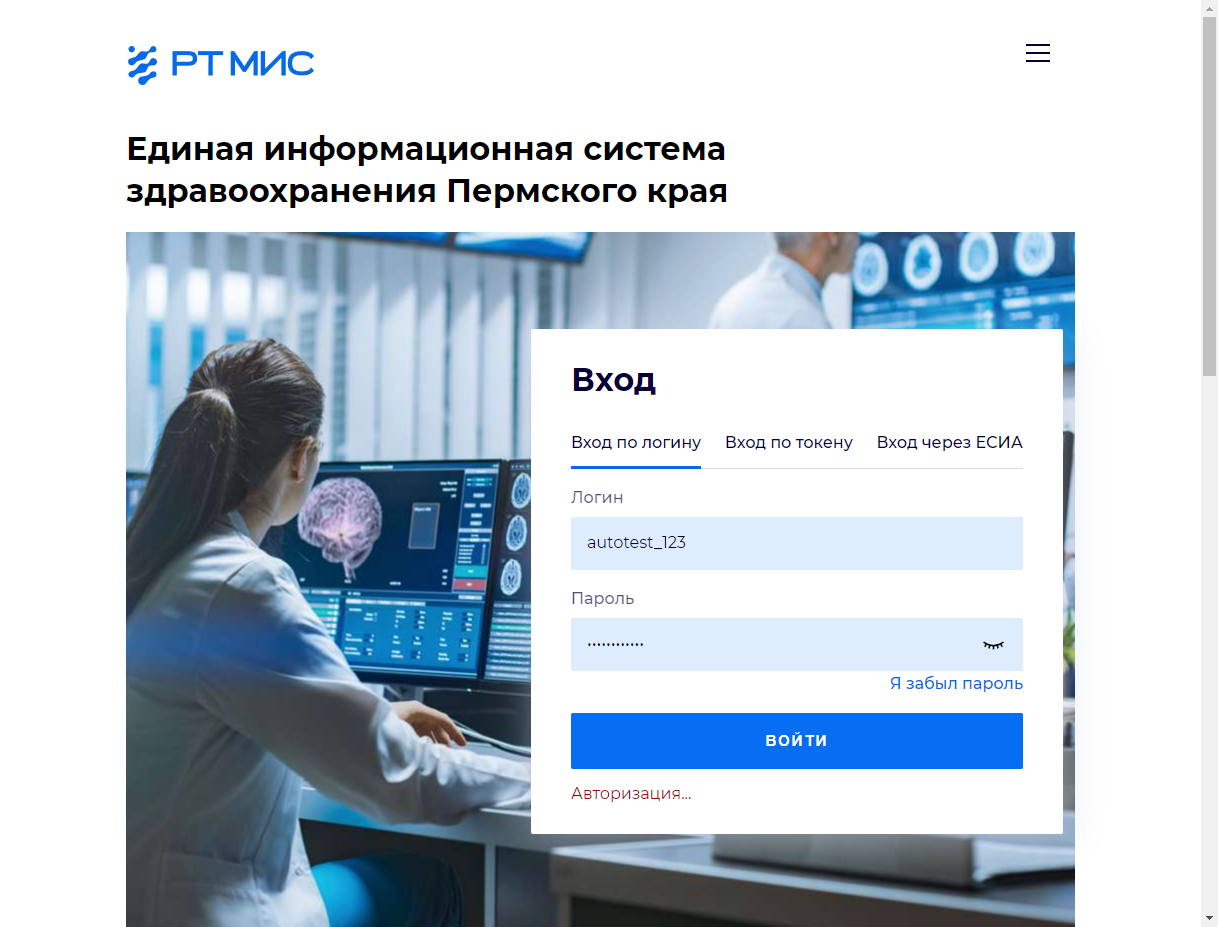 РТ МИС
Единая информационная система
здравоохранения Пермского края
Вход
Вход по логину Вход по токену Вход через ЕСИА
Логин
autotest_123
Пароль
••••••••••••
Я забыл пароль
ВОЙТИ
Авторизация...